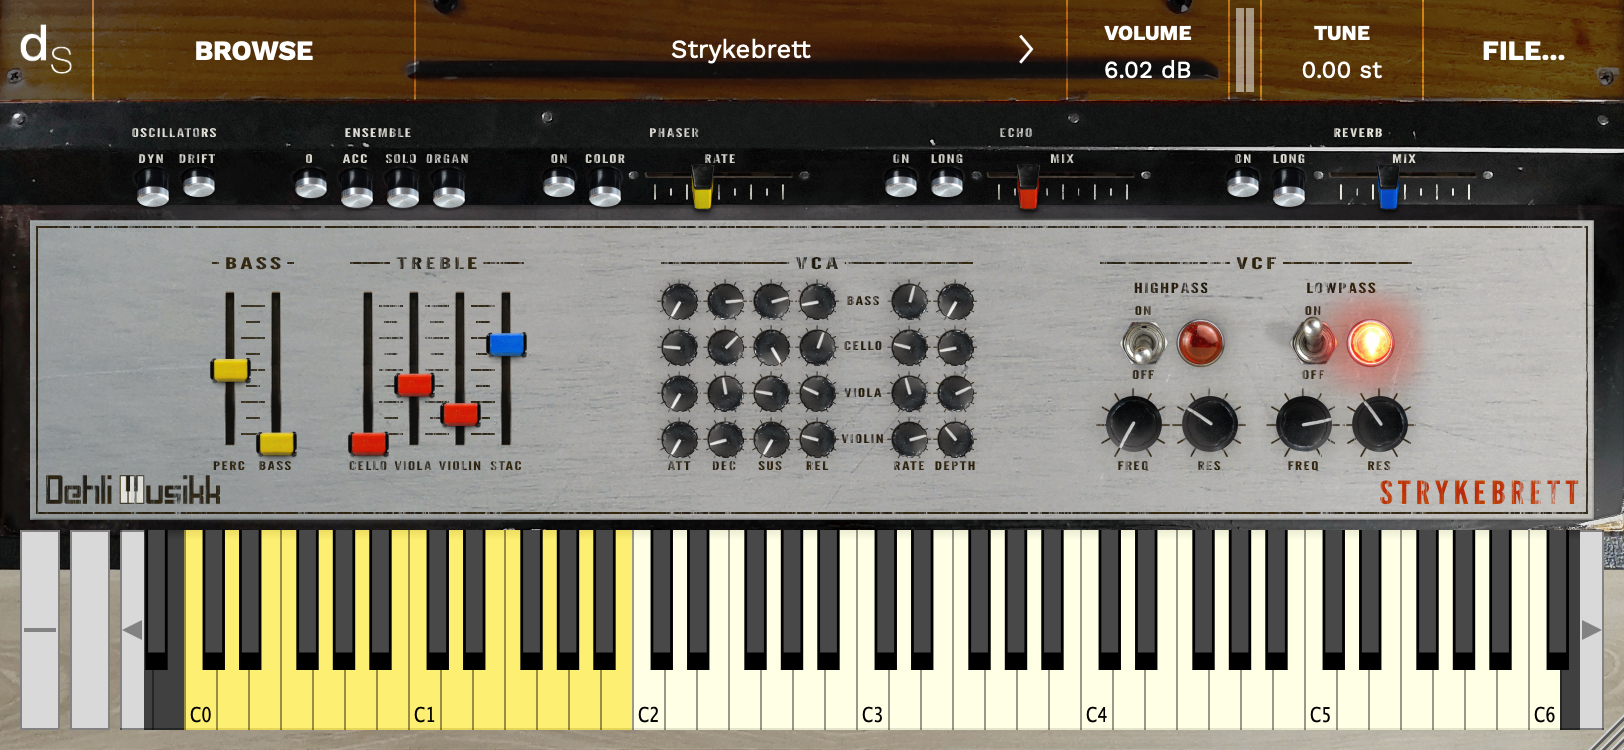 ds
BROWSE
Strykebrett
VOLUME
6.02 dB
TUNE
0.00 st
FILE...
OSCILLATORS
ENSEMBLE
PHASER
ECHO
REVERB
DYN DRIFT
O ACC SOLO ORGAN
ON COLOR RATE
ON LONG MIX
ON LONG MIX
BASS
TREBLE
VCA
VCF
HIGHPASS
LOWPASS
ON
ON
BASS
CELLO
OFF
OFF
VIOLA
VIOLIN
PERC BASS
CELLO VIOLA VIOLIN STAC
ATT DEC SUS REL
RATE DEPTH
FREQ RES
FREQ RES
Dehli Musikk
STRYKEBRETT
C0 C1 C2 C3 C4 C5 C6